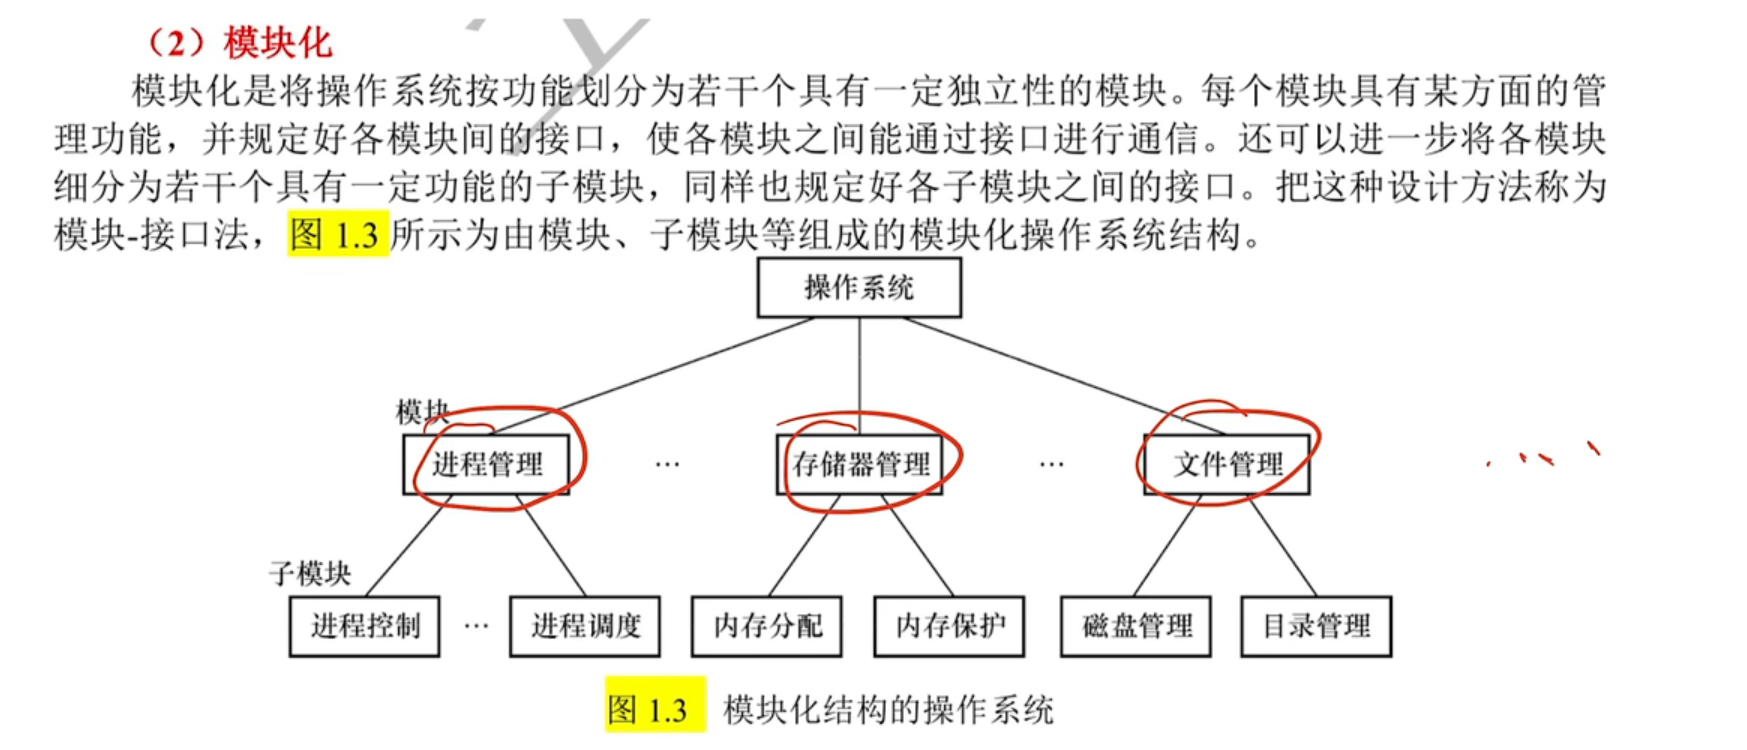 （2）模块化
模块化是将操作系统按功能划分为若干个具有一定独立性的模块。每个模块具有某方面的管
理功能，并规定好各模块间的接口，使各模块之间能通过接口进行通信。还可以进一步将各模块
细分为若干个具有一定功能的子模块，同样也规定好各子模块之间的接口。把这种设计方法称为
模块-接口法，图 1.3 所示为由模块、子模块等组成的模块化操作系统结构。
操作系统
模块
进程管理 … 存储器管理 … 文件管理
子模块
进程控制 … 进程调度 内存分配 内存保护 磁盘管理 目录管理
图 1.3 模块化结构的操作系统